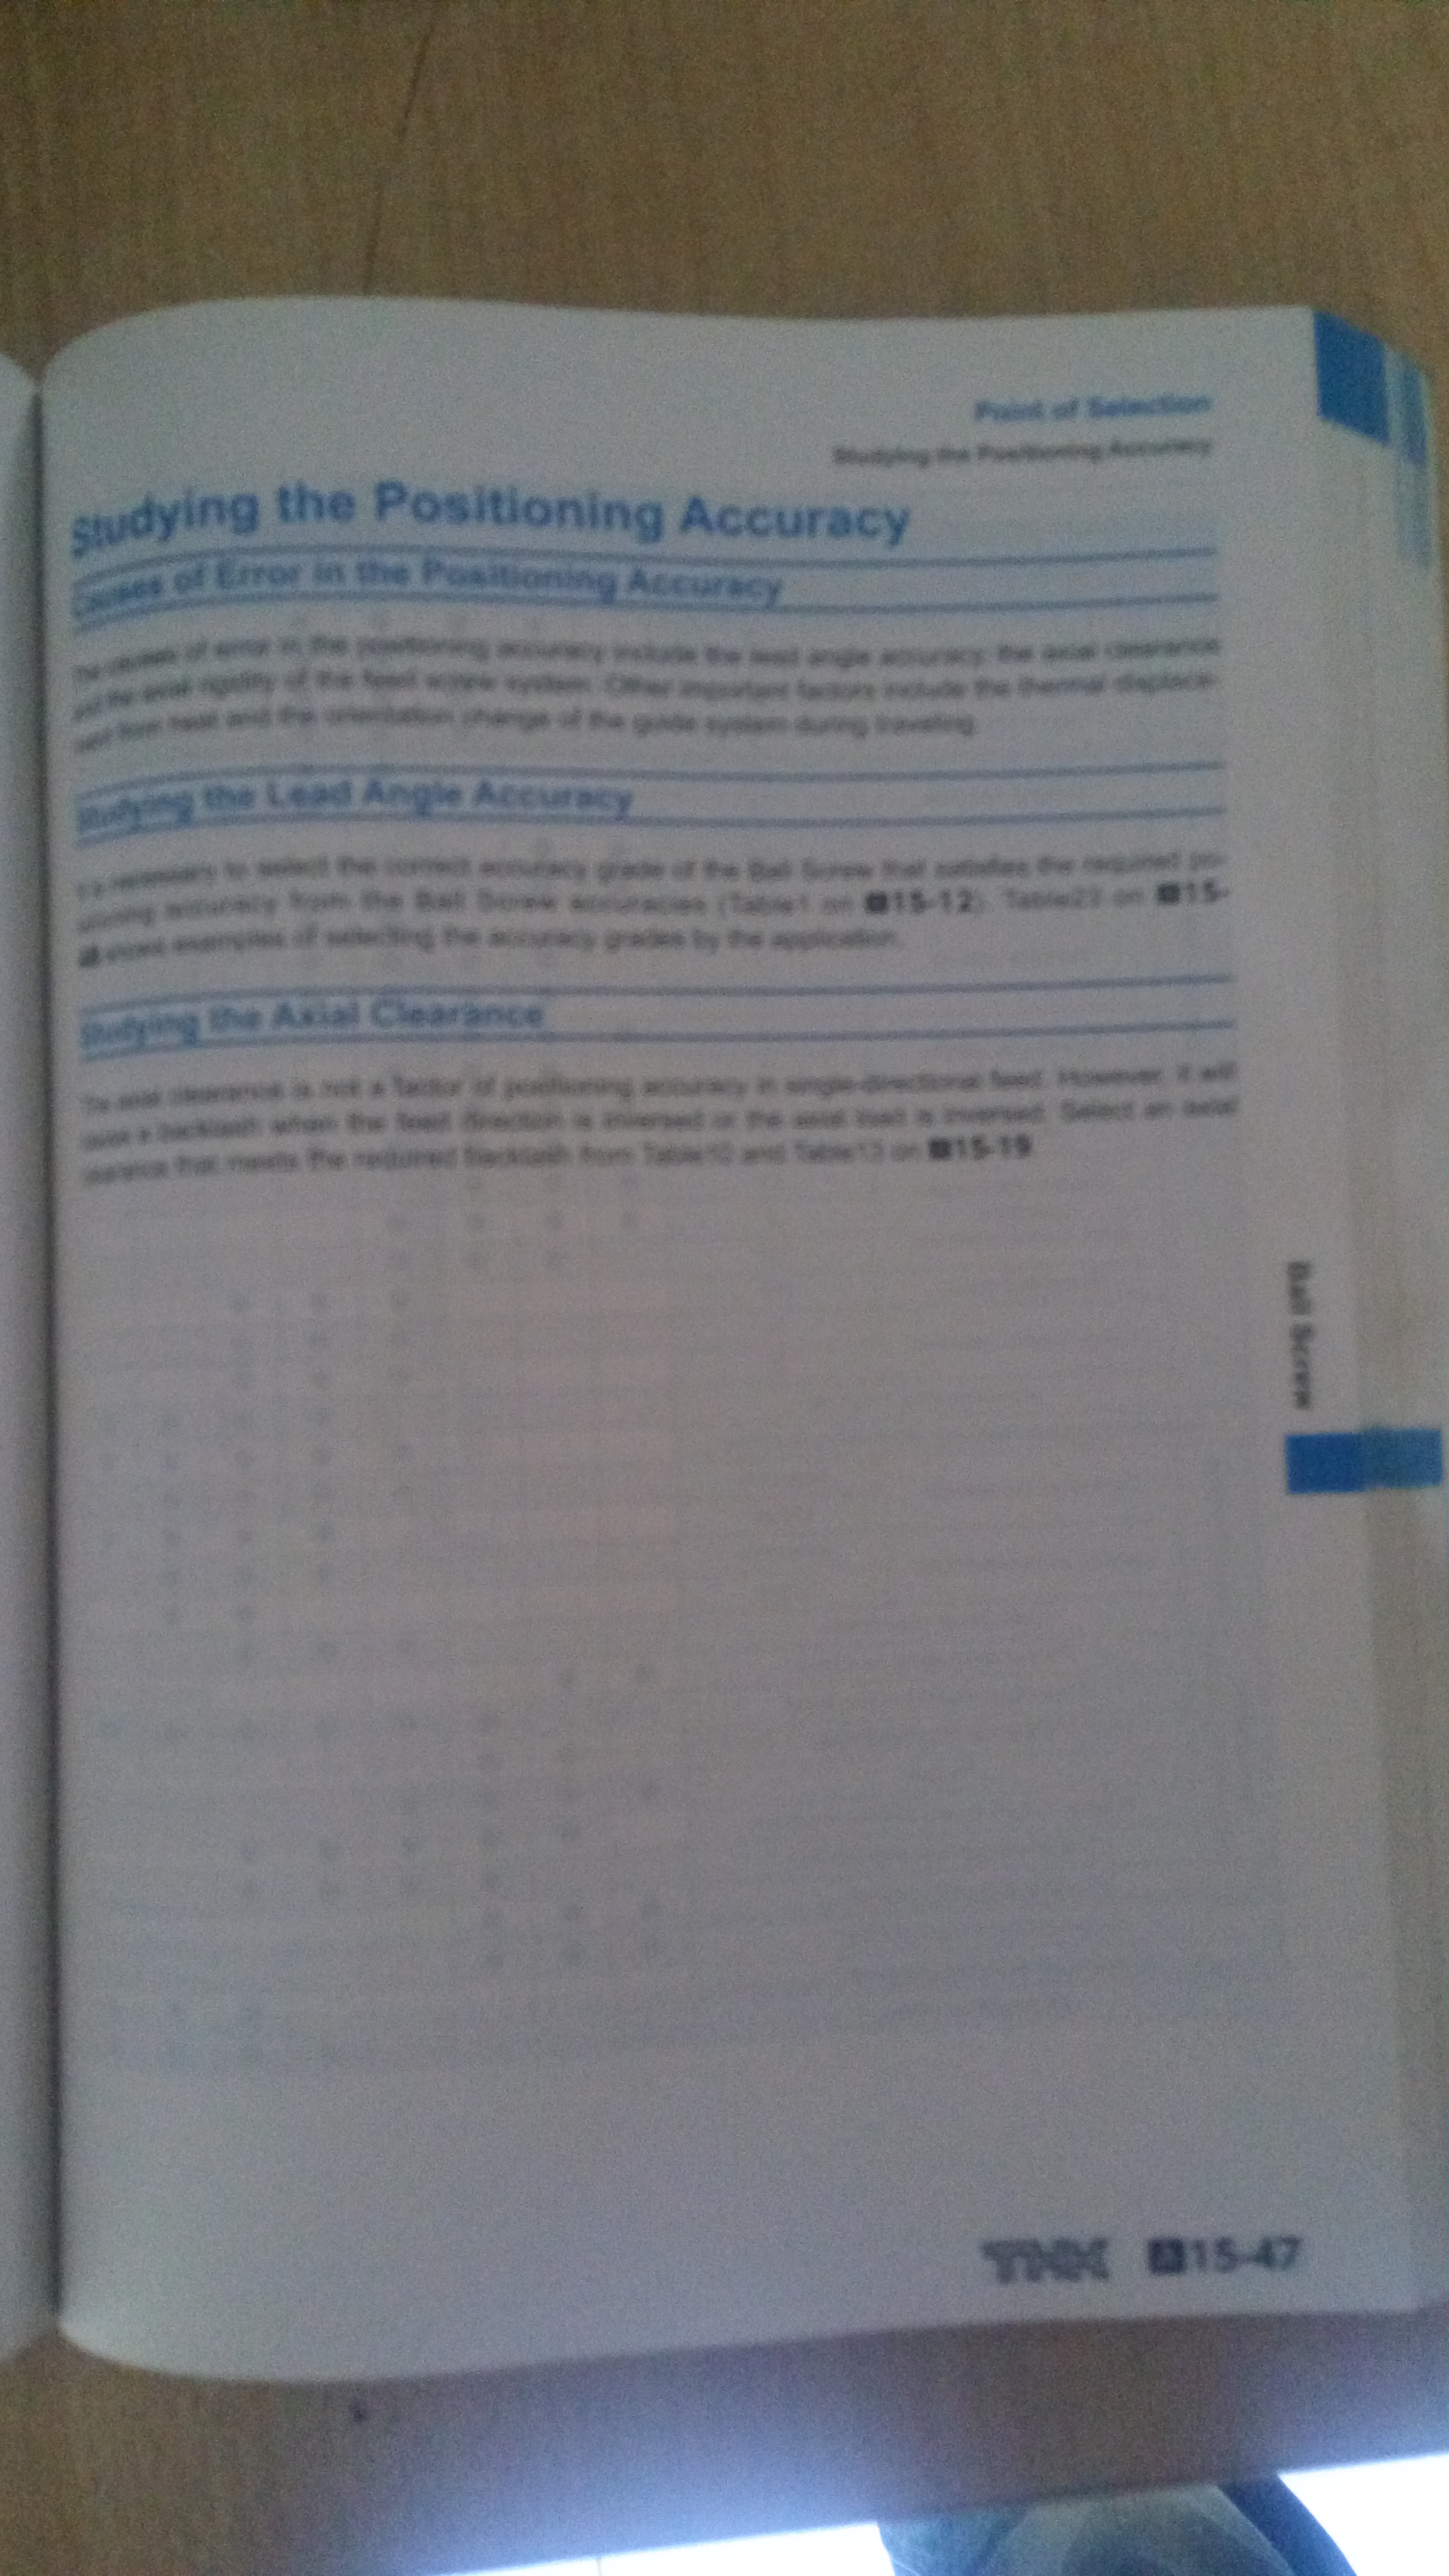 Point of Selection
Studying the Positioning Accuracy
Studying the Positioning Accuracy
Causes of Error in the Positioning Accuracy
The causes of error in the positioning accuracy include the lead angle accuracy, the axial clearance
and the axial rigidity of the feed screw system. Other important factors include the thermal displace-
ment from heat and the orientation change of the guide system during traveling.
Studying the Lead Angle Accuracy
It is necessary to select the correct accuracy grade of the Ball Screw that satisfies the required po-
sitioning accuracy from the Ball Screw accuracies (Table1 on 15-12). on 15-
shows examples of selecting the accuracy grades by the application.
Studying the Axial Clearance
The axial clearance is not a factor of positioning accuracy in single-directional feed. However, it will
cause a backlash when the feed direction is inversed or the axial load is inversed. Select an axial
clearance that meets the required backlash from Table10 and Table13 on 15-19.
Ball Screw
THK A15-47